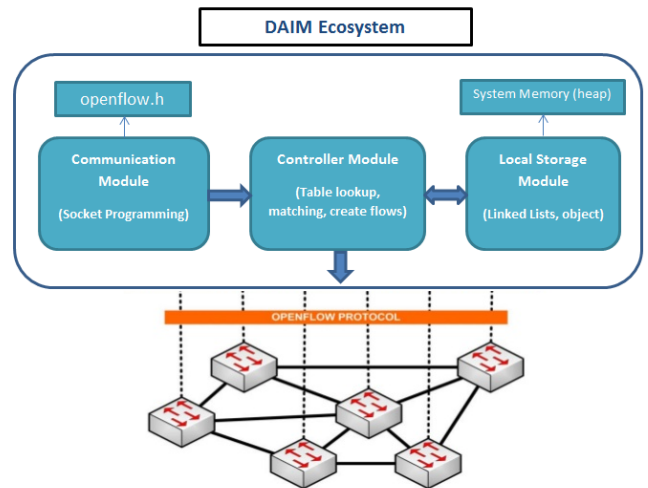 DAIM Ecosystem
openflow.h
System Memory (heap)
Communication
Module
(Socket Programming)
Controller Module
(Table lookup,
matching, create flows)
Local Storage
Module
(Linked Lists, object)
OPENFLOW PROTOCOL